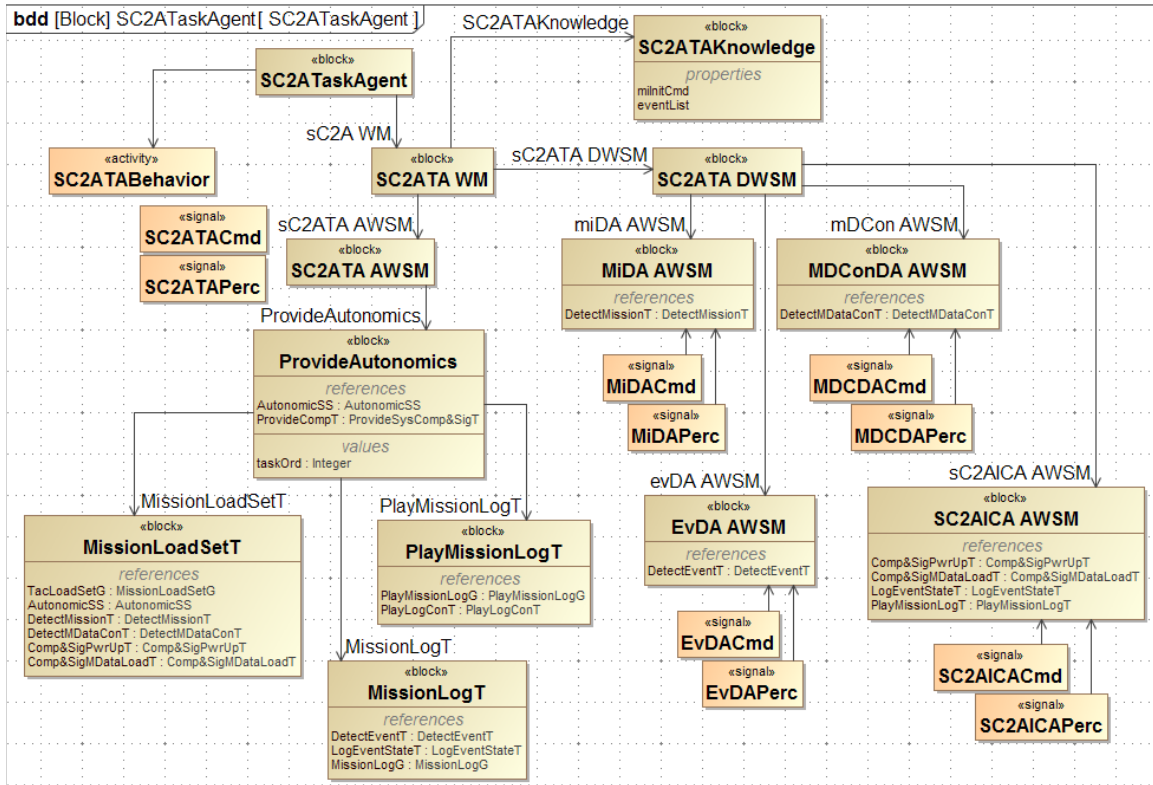 bdd [Block] SC2ATaskAgent[ SC2ATaskAgent ]
«block»
SC2ATaskAgent
SC2ATAKnowledge
«block»
SC2ATAKnowledge
properties
miInitCmd
eventList
«activity»
SC2ATABehavior
sC2A WM
«block»
SC2ATA WM
sC2ATA DWSM
«block»
SC2ATA DWSM
«signal»
SC2ATACmd
«signal»
SC2ATAPerc
sC2ATA AWSM
«block»
SC2ATA AWSM
miDA AWSM
«block»
MiDA AWSM
references
DetectMissionT : DetectMissionT
«signal»
MiDACmd
«signal»
MiDAPerc
mDCon AWSM
«block»
MDConDA AWSM
references
DetectMDataConT : DetectMDataConT
«signal»
MDCDACmd
«signal»
MDCDAPerc
ProvideAutonomics
«block»
ProvideAutonomics
references
AutonomicSS : AutonomicSS
ProvideCompT : ProvideSysComp&SigT
values
taskOrd : Integer
MissionLoadSetT
«block»
MissionLoadSetT
references
TacLoadSetG : MissionLoadSetG
AutonomicSS : AutonomicSS
DetectMissionT : DetectMissionT
DetectMDataConT : DetectMDataConT
Comp&SigPwrUpT : Comp&SigPwrUpT
Comp&SigMDataLoadT : Comp&SigMDataLoadT
PlayMissionLogT
«block»
PlayMissionLogT
references
PlayMissionLogG : PlayMissionLogG
PlayLogConT : PlayLogConT
MissionLogT
«block»
MissionLogT
references
DetectEventT : DetectEventT
LogEventStateT : LogEventStateT
MissionLogG : MissionLogG
evDA AWSM
«block»
EvDA AWSM
references
DetectEventT : DetectEventT
«signal»
EvDACmd
«signal»
EvDAPerc
sC2AICA AWSM
«block»
SC2AICA AWSM
references
Comp&SigPwrUpT : Comp&SigPwrUpT
Comp&SigMDataLoadT : Comp&SigMDataLoadT
LogEventStateT : LogEventStateT
PlayMissionLogT : PlayMissionLogT
«signal»
SC2AICACmd
«signal»
SC2AICAPerc